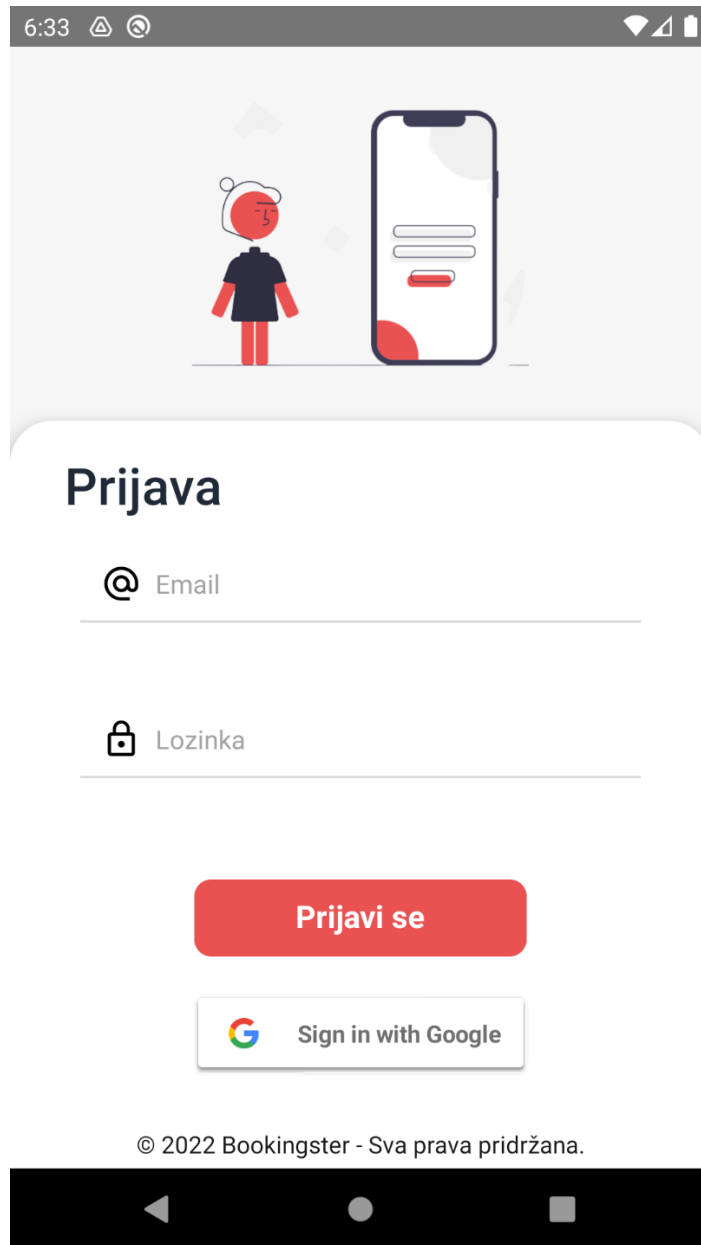 6:33
Prijava
Email
Lozinka
Prijavi se
Sign in with Google
© 2022 Bookingster - Sva prava pridržana.